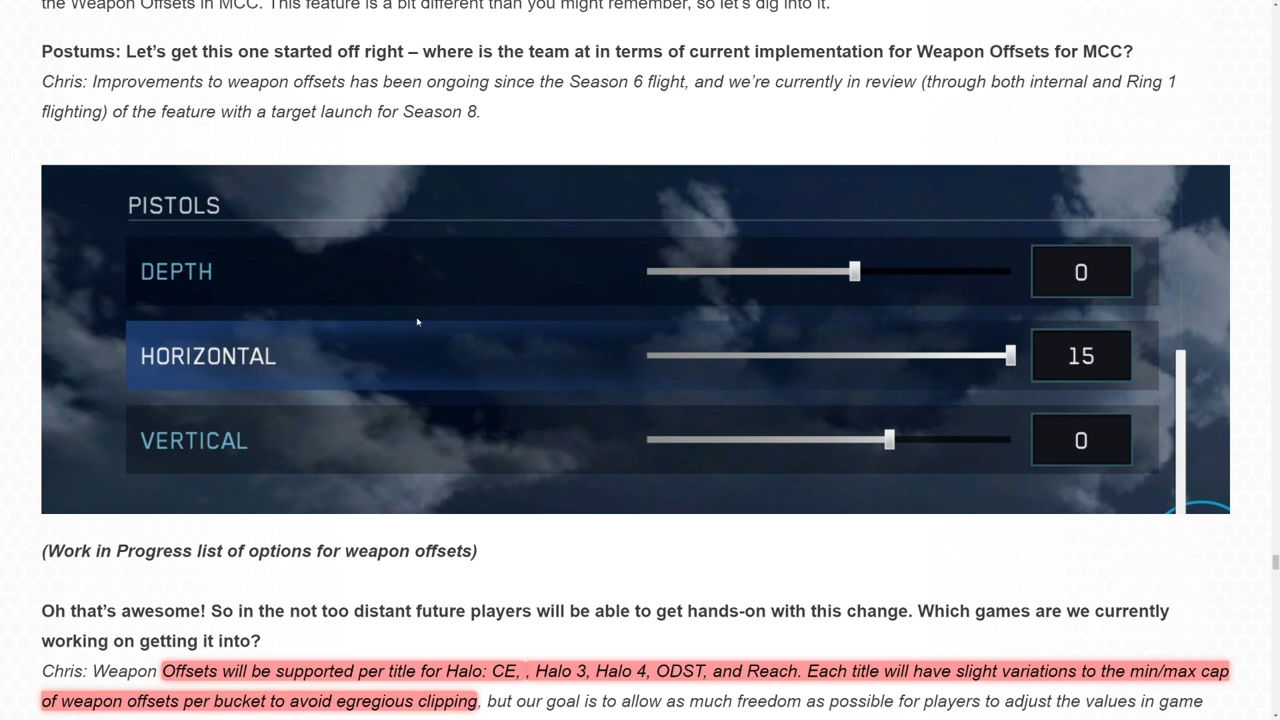 the Weapon Offsets in MCC. This feature is a bit different than you might remember, so let's dig into it.
Postums: Let's get this one started off right – where is the team at in terms of current implementation for Weapon Offsets for MCC?
Chris: Improvements to weapon offsets has been ongoing since the Season 6 flight, and we're currently in review (through both internal and Ring 1
flighting) of the feature with a target launch for Season 8.
PISTOLS
DEPTH 0
HORIZONTAL 15
VERTICAL 0
(Work in Progress list of options for weapon offsets)
Oh that's awesome! So in the not too distant future players will be able to get hands-on with this change. Which games are we currently
working on getting it into?
Chris: Weapon Offsets will be supported per title for Halo: CE, , Halo 3, Halo 4, ODST, and Reach. Each title will have slight variations to the min/max cap
of weapon offsets per bucket to avoid egregious clipping, but our goal is to allow as much freedom as possible for players to adjust the values in game